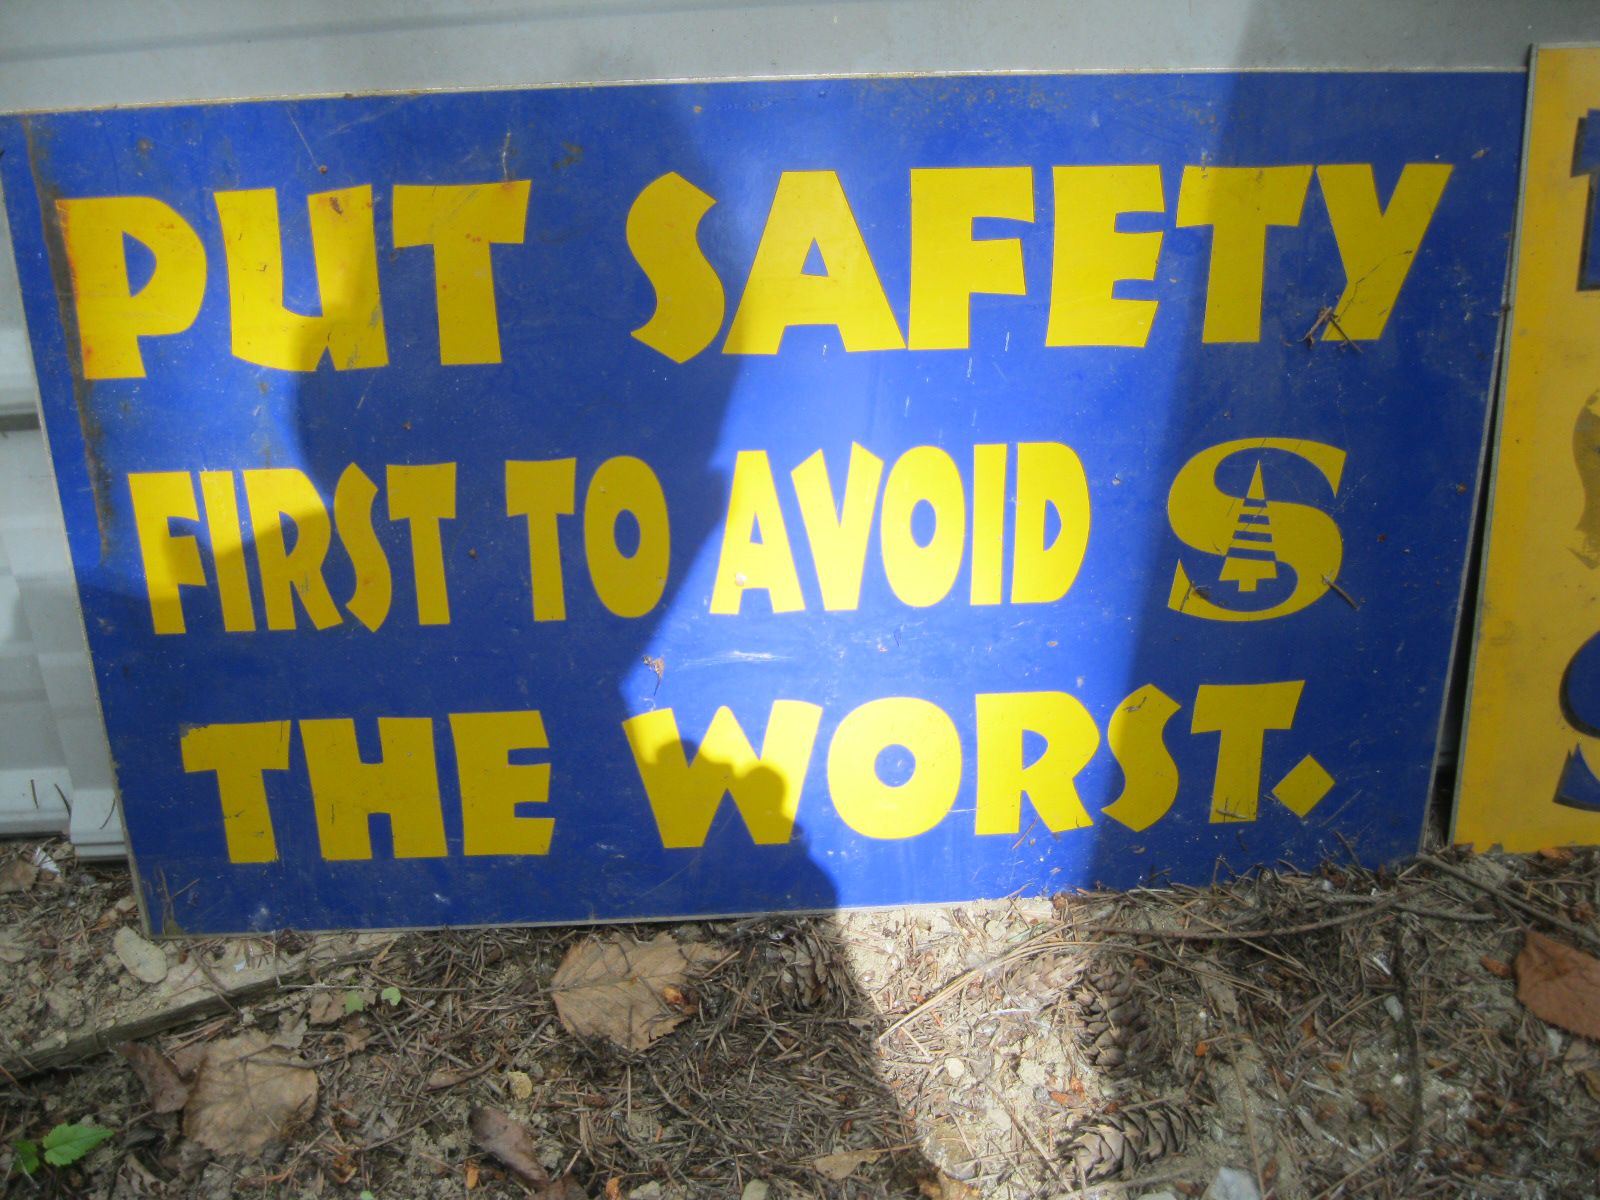 PUT SAFETY
FIRST TO AVOID S
THE WORST.